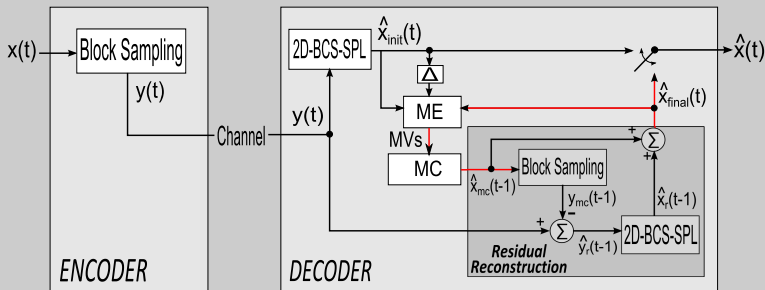 x(t)
Block Sampling
y(t)
ENCODER
Channel
DECODER
2D-BCS-SPL
y(t)
x̂init(t)
Δ
ME
MVs
MC
x̂mc(t-1)
Block Sampling
ymc(t-1)
+
−
Σ
ŷr(t-1)
2D-BCS-SPL
x̂r(t-1)
+
+
Σ
x̂final(t)
x̂(t)
Residual
Reconstruction